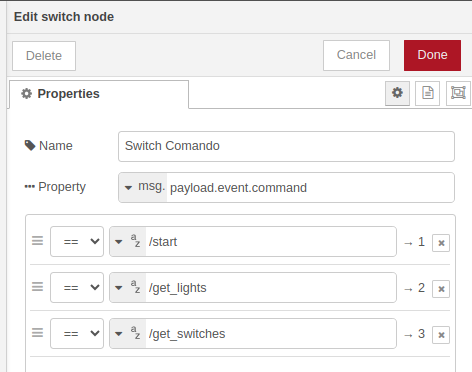 Edit switch node
Delete
Cancel
Done
Properties
Name
Switch Comando
Property
msg. payload.event.command
== a z /start → 1 ×
== a z /get_lights → 2 ×
== a z /get_switches → 3 ×